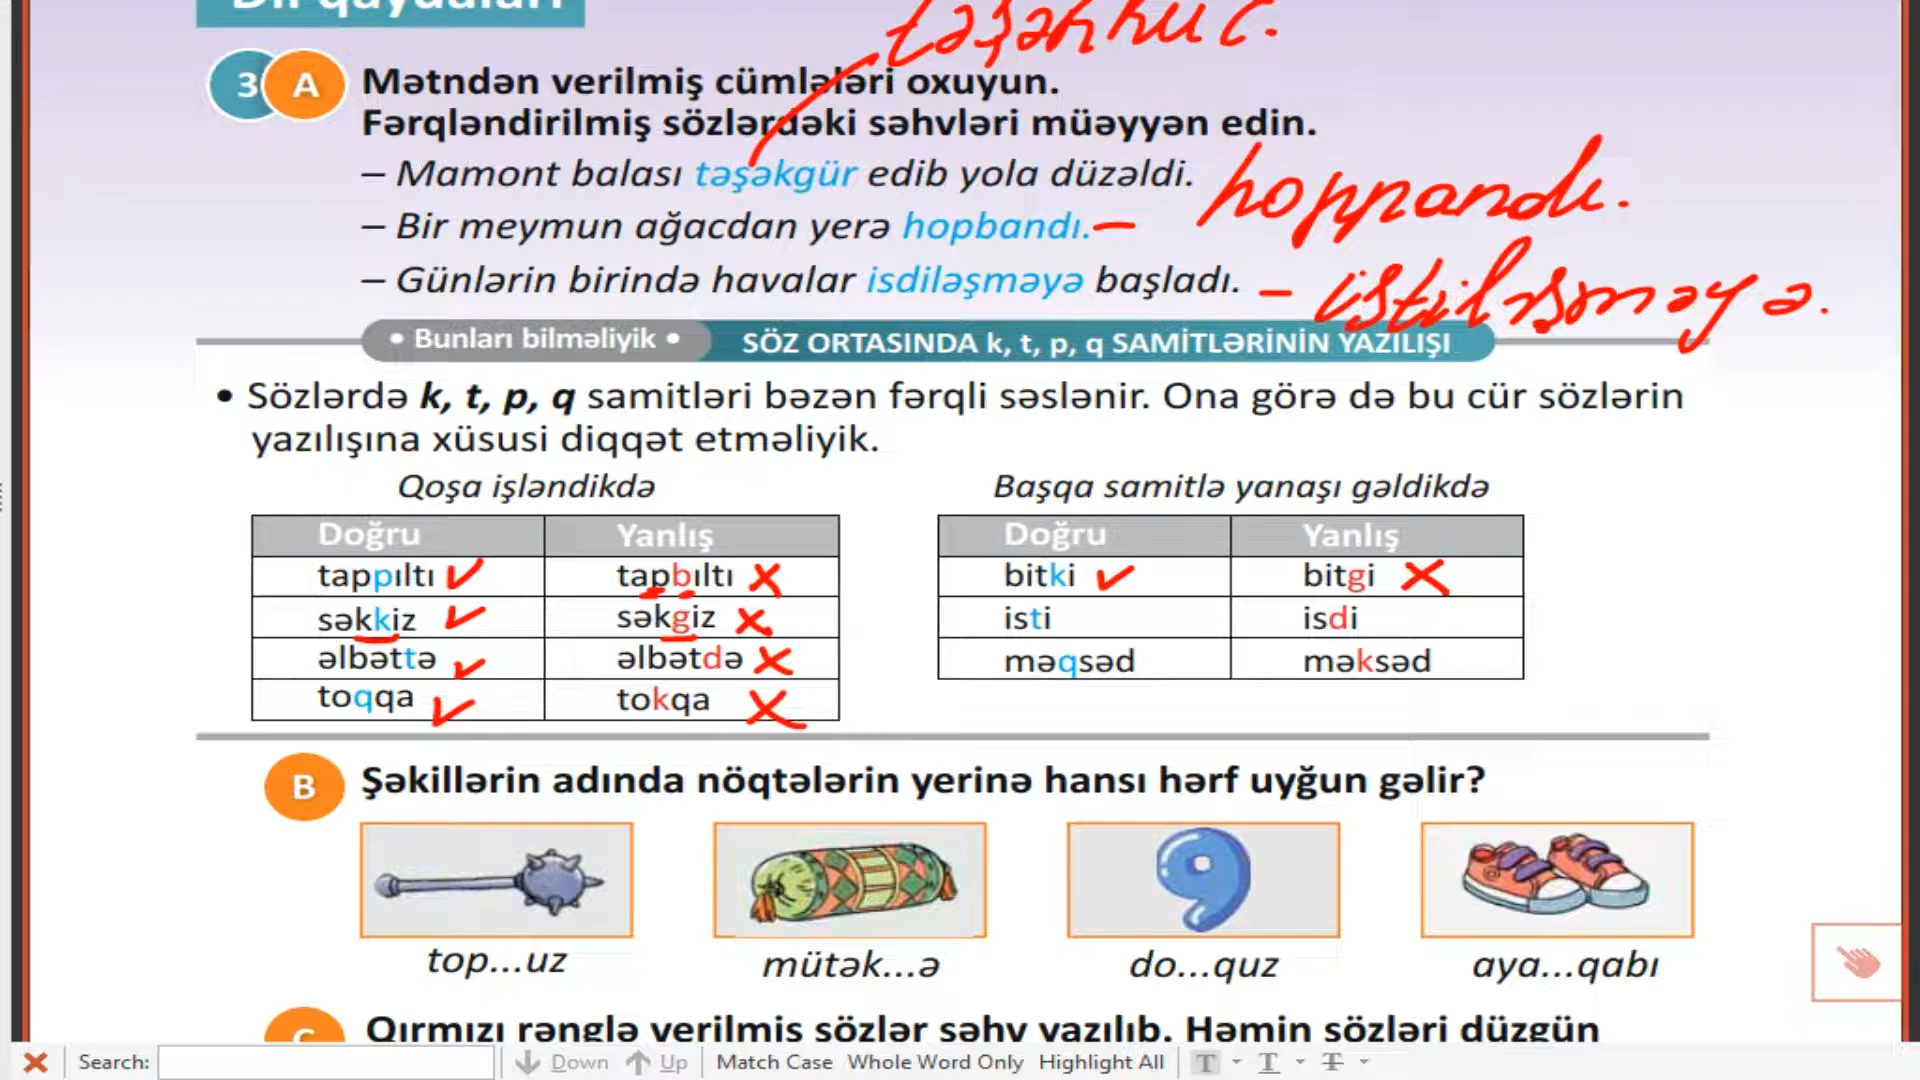 Dil qaydaları
təşəkkür.
3 A Mətndən verilmiş cümlələri oxuyun.
Fərqləndirilmiş sözlərdəki səhvləri müəyyən edin.
– Mamont balası təşəkgür edib yola düzəldi.
– Bir meymun ağacdan yerə hopbandı. – hoppandı.
– Günlərin birində havalar isdiləşməyə başladı. – istiləşməyə.
• Bunları bilməliyik • SÖZ ORTASINDA k, t, p, q SAMİTLƏRİNİN YAZILIŞI
• Sözlərdə k, t, p, q samitləri bəzən fərqli səslənir. Ona görə də bu cür sözlərin
yazılışına xüsusi diqqət etməliyik.
Qoşa işləndikdə
Doğru Yanlış
tappıltı tapbıltı
səkkiz səkgiz
əlbəttə əlbətdə
toqqa tokqa
Başqa samitlə yanaşı gəldikdə
Doğru Yanlış
bitki bitgi
isti isdi
məqsəd məksəd
B Şəkillərin adında nöqtələrin yerinə hansı hərf uyğun gəlir?
9
top...uz mütək...ə do...quz aya...qabı
C Qırmızı rənglə verilmiş sözlər səhv yazılıb. Həmin sözləri düzgün
Search: Down Up Match Case Whole Word Only Highlight All T T T